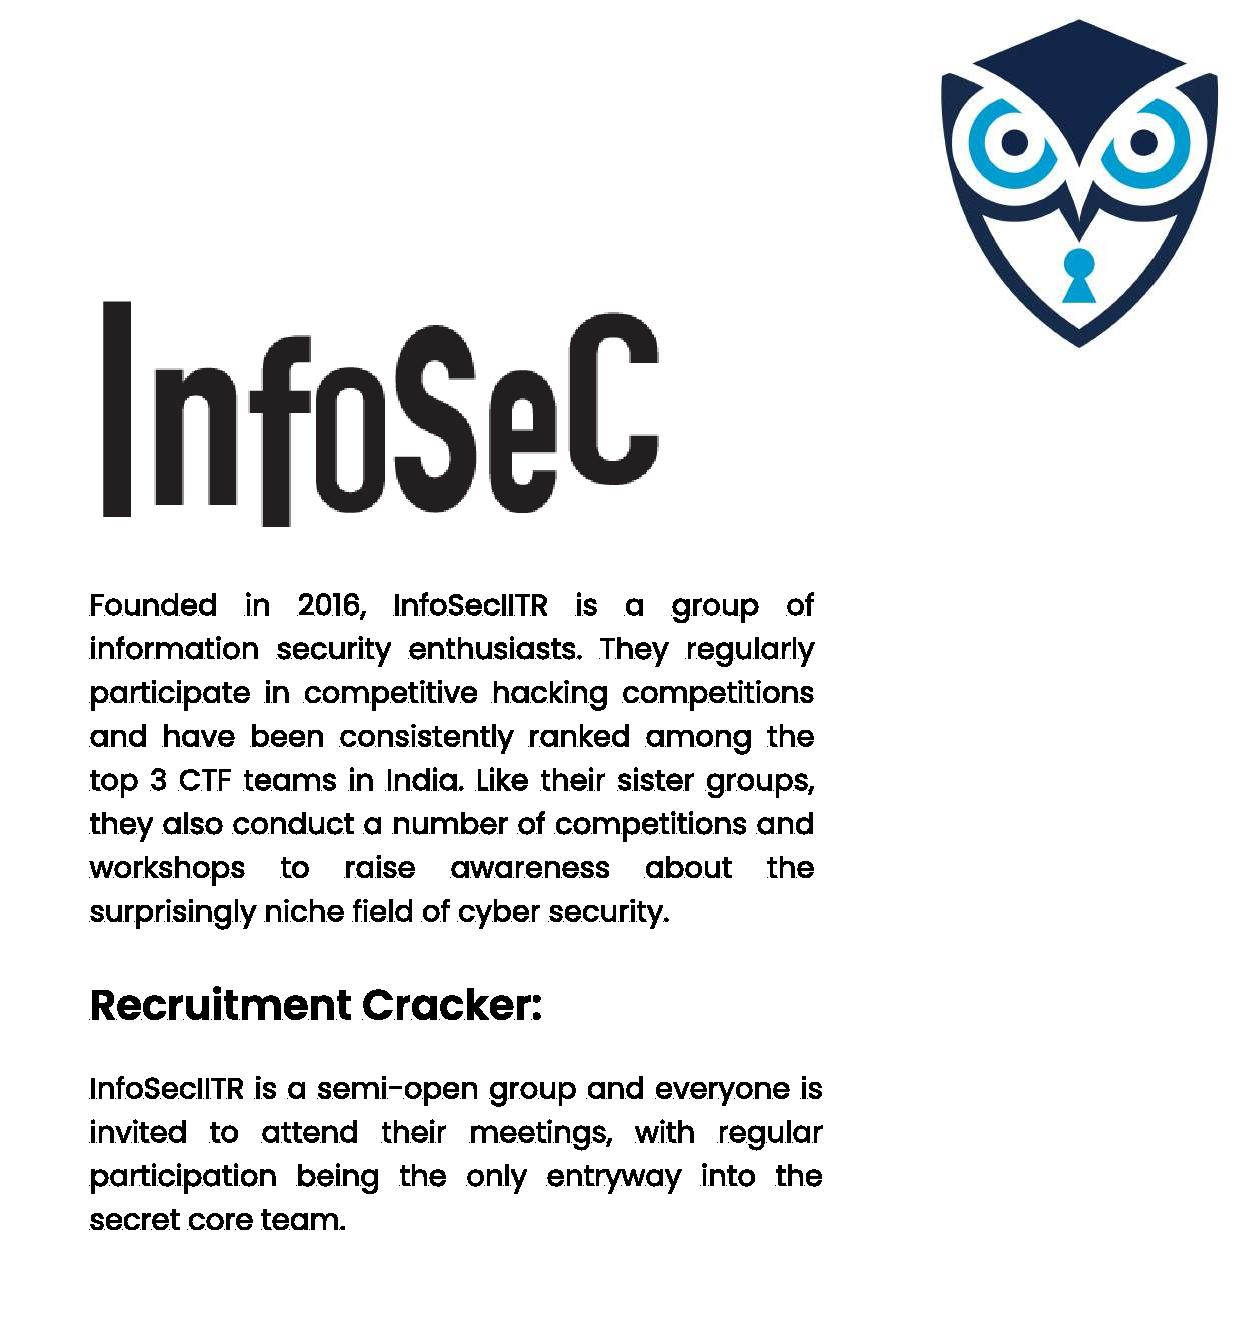 InfoSeC
Founded in 2016, InfoSecIITR is a group of
information security enthusiasts. They regularly
participate in competitive hacking competitions
and have been consistently ranked among the
top 3 CTF teams in India. Like their sister groups,
they also conduct a number of competitions and
workshops to raise awareness about the
surprisingly niche field of cyber security.
Recruitment Cracker:
InfoSecIITR is a semi-open group and everyone is
invited to attend their meetings, with regular
participation being the only entryway into the
secret core team.